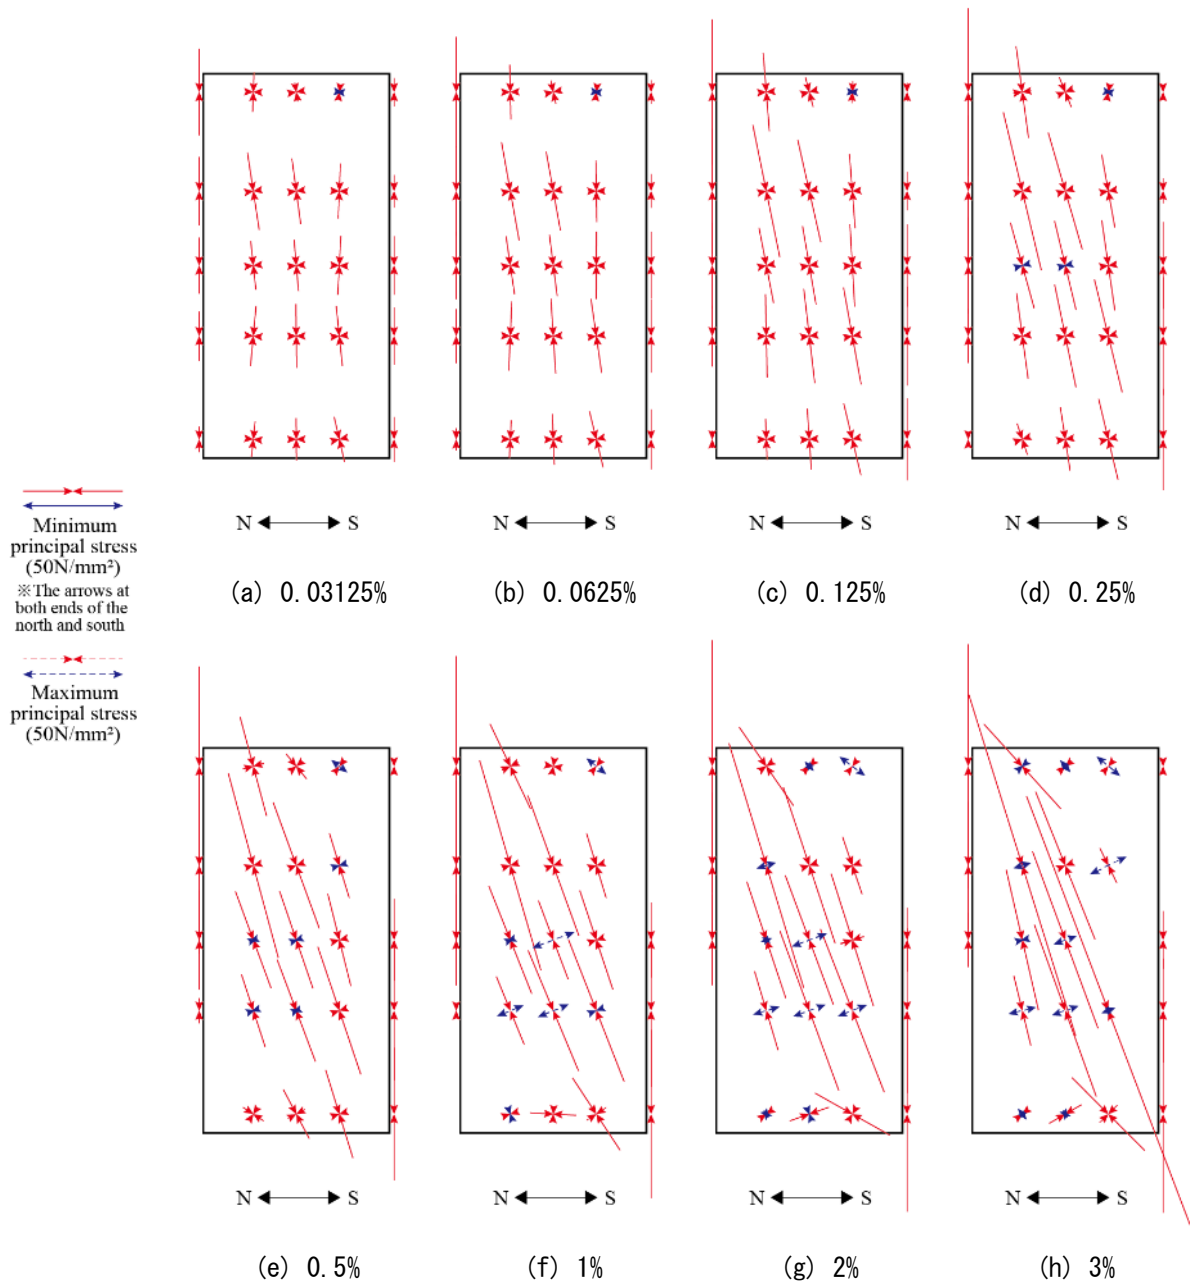 N S
N S
N S
N S
Minimum
principal stress
(50N/mm²)
※The arrows at
both ends of the
north and south
(a) 0.03125%
(b) 0.0625%
(c) 0.125%
(d) 0.25%
Maximum
principal stress
(50N/mm²)
N S
N S
N S
N S
(e) 0.5%
(f) 1%
(g) 2%
(h) 3%